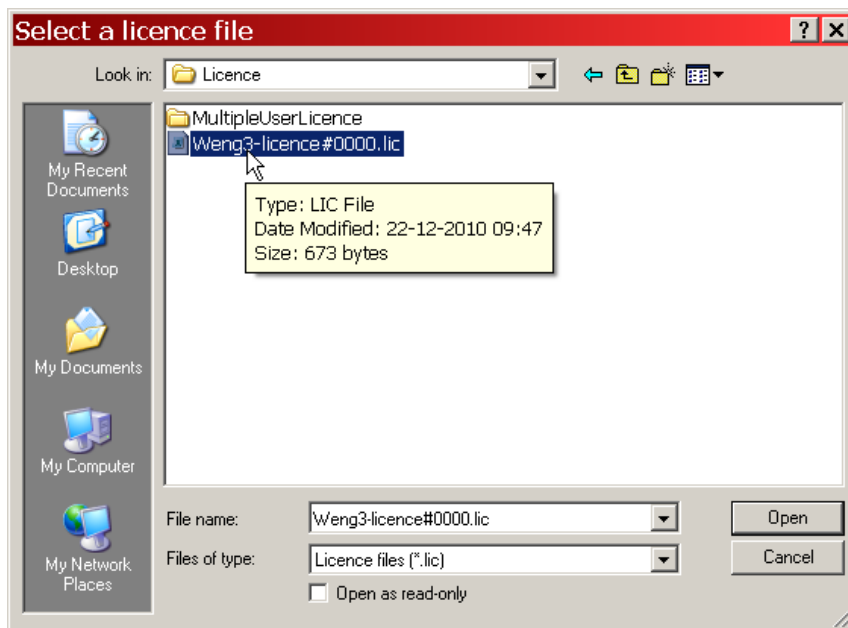 Select a licence file
Look in: Licence
MultipleUserLicence
Weng3-licence#0000.lic
Type: LIC File
Date Modified: 22-12-2010 09:47
Size: 673 bytes
My Recent
Documents
Desktop
My Documents
My Computer
My Network
Places
File name: Weng3-licence#0000.lic Open
Files of type: Licence files (*.lic) Cancel
Open as read-only